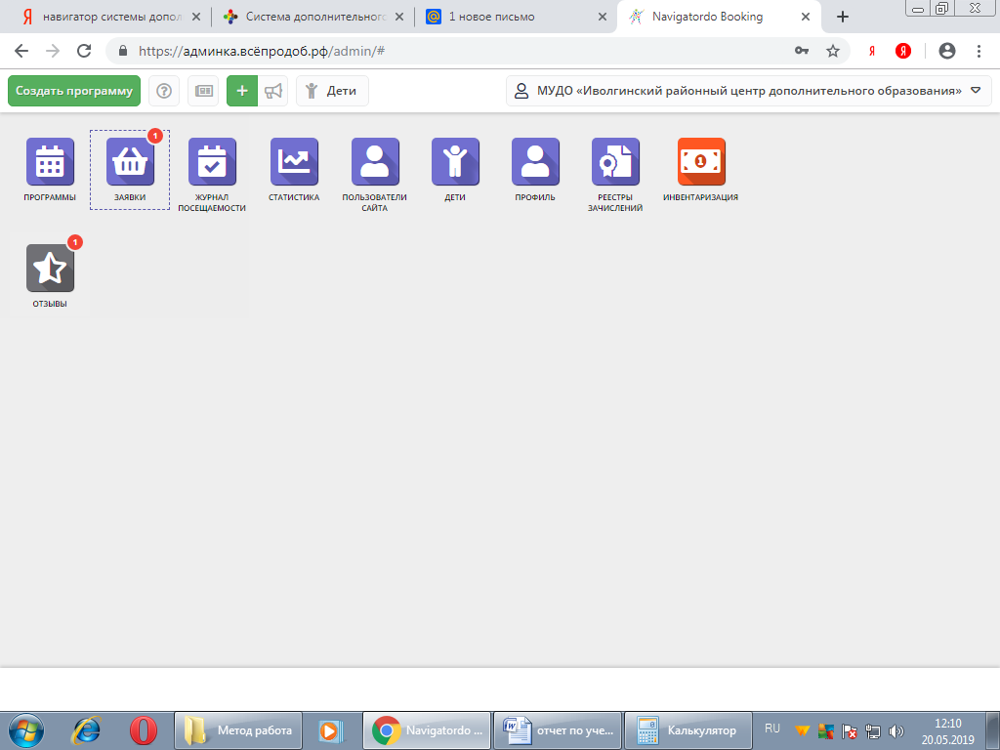 навигатор системы допол
Система дополнительного
1 новое письмо
Navigatordo Booking
https://админка.всёпродоб.рф/admin/#
Создать программу
Дети
МУДО «Иволгинский районный центр дополнительного образования»
1
ПРОГРАММЫ
ЗАЯВКИ
ЖУРНАЛ
ПОСЕЩАЕМОСТИ
СТАТИСТИКА
ПОЛЬЗОВАТЕЛИ
САЙТА
ДЕТИ
ПРОФИЛЬ
РЕЕСТРЫ
ЗАЧИСЛЕНИЙ
1
ИНВЕНТАРИЗАЦИЯ
1
ОТЗЫВЫ
Метод работа
Navigatordo ...
отчет по уче...
Калькулятор
RU
12:10
20.05.2019